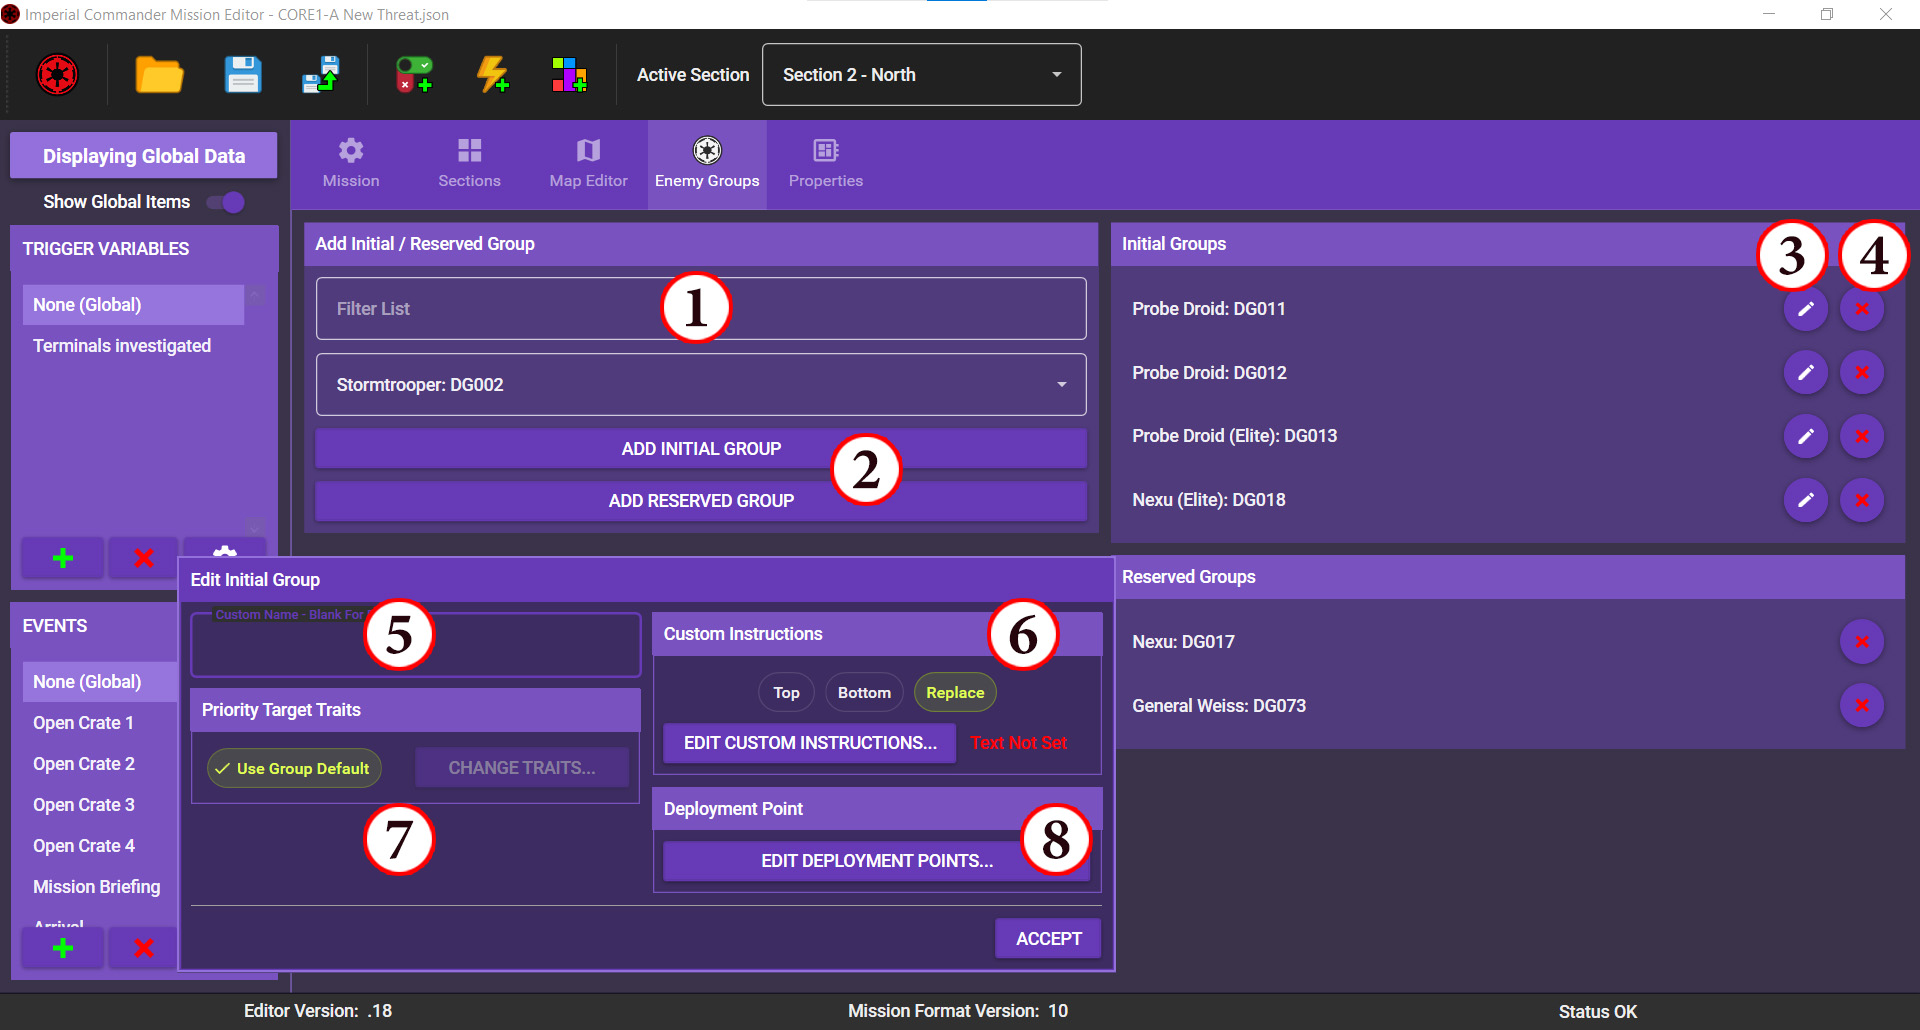 Imperial Commander Mission Editor - CORE1-A New Threat.json
Active Section
Section 2 - North
Displaying Global Data
Show Global Items
TRIGGER VARIABLES
None (Global)
Terminals investigated
EVENTS
None (Global)
Open Crate 1
Open Crate 2
Open Crate 3
Open Crate 4
Mission Briefing
Arrival
Mission
Sections
Map Editor
Enemy Groups
Properties
Add Initial / Reserved Group
Filter List
1
Stormtrooper: DG002
ADD INITIAL GROUP
2
ADD RESERVED GROUP
Initial Groups
3
4
Probe Droid: DG011
Probe Droid: DG012
Probe Droid (Elite): DG013
Nexu (Elite): DG018
Reserved Groups
Nexu: DG017
General Weiss: DG073
Edit Initial Group
Custom Name - Blank For
5
Priority Target Traits
Use Group Default
CHANGE TRAITS...
7
Custom Instructions
6
Top
Bottom
Replace
EDIT CUSTOM INSTRUCTIONS...
Text Not Set
Deployment Point
8
EDIT DEPLOYMENT POINTS...
ACCEPT
Editor Version: .18
Mission Format Version: 10
Status OK